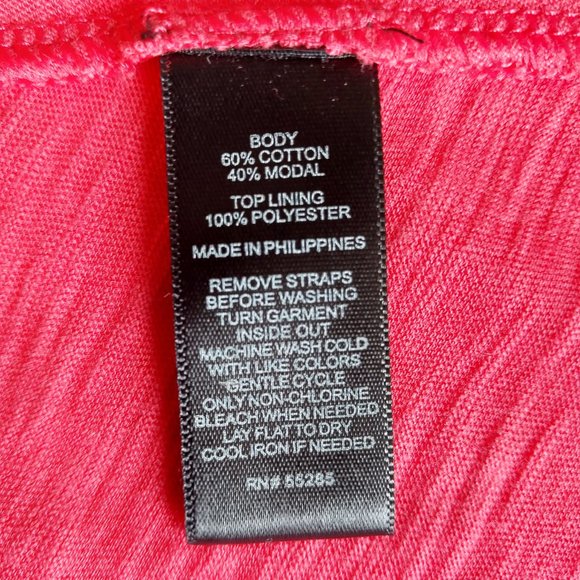 BODY
60% COTTON
40% MODAL
TOP LINING
100% POLYESTER
MADE IN PHILIPPINES
REMOVE STRAPS
BEFORE WASHING
TURN GARMENT
INSIDE OUT
MACHINE WASH COLD
WITH LIKE COLORS
GENTLE CYCLE
ONLY NON-CHLORINE
BLEACH WHEN NEEDED
LAY FLAT TO DRY
COOL IRON IF NEEDED
RN# 55285